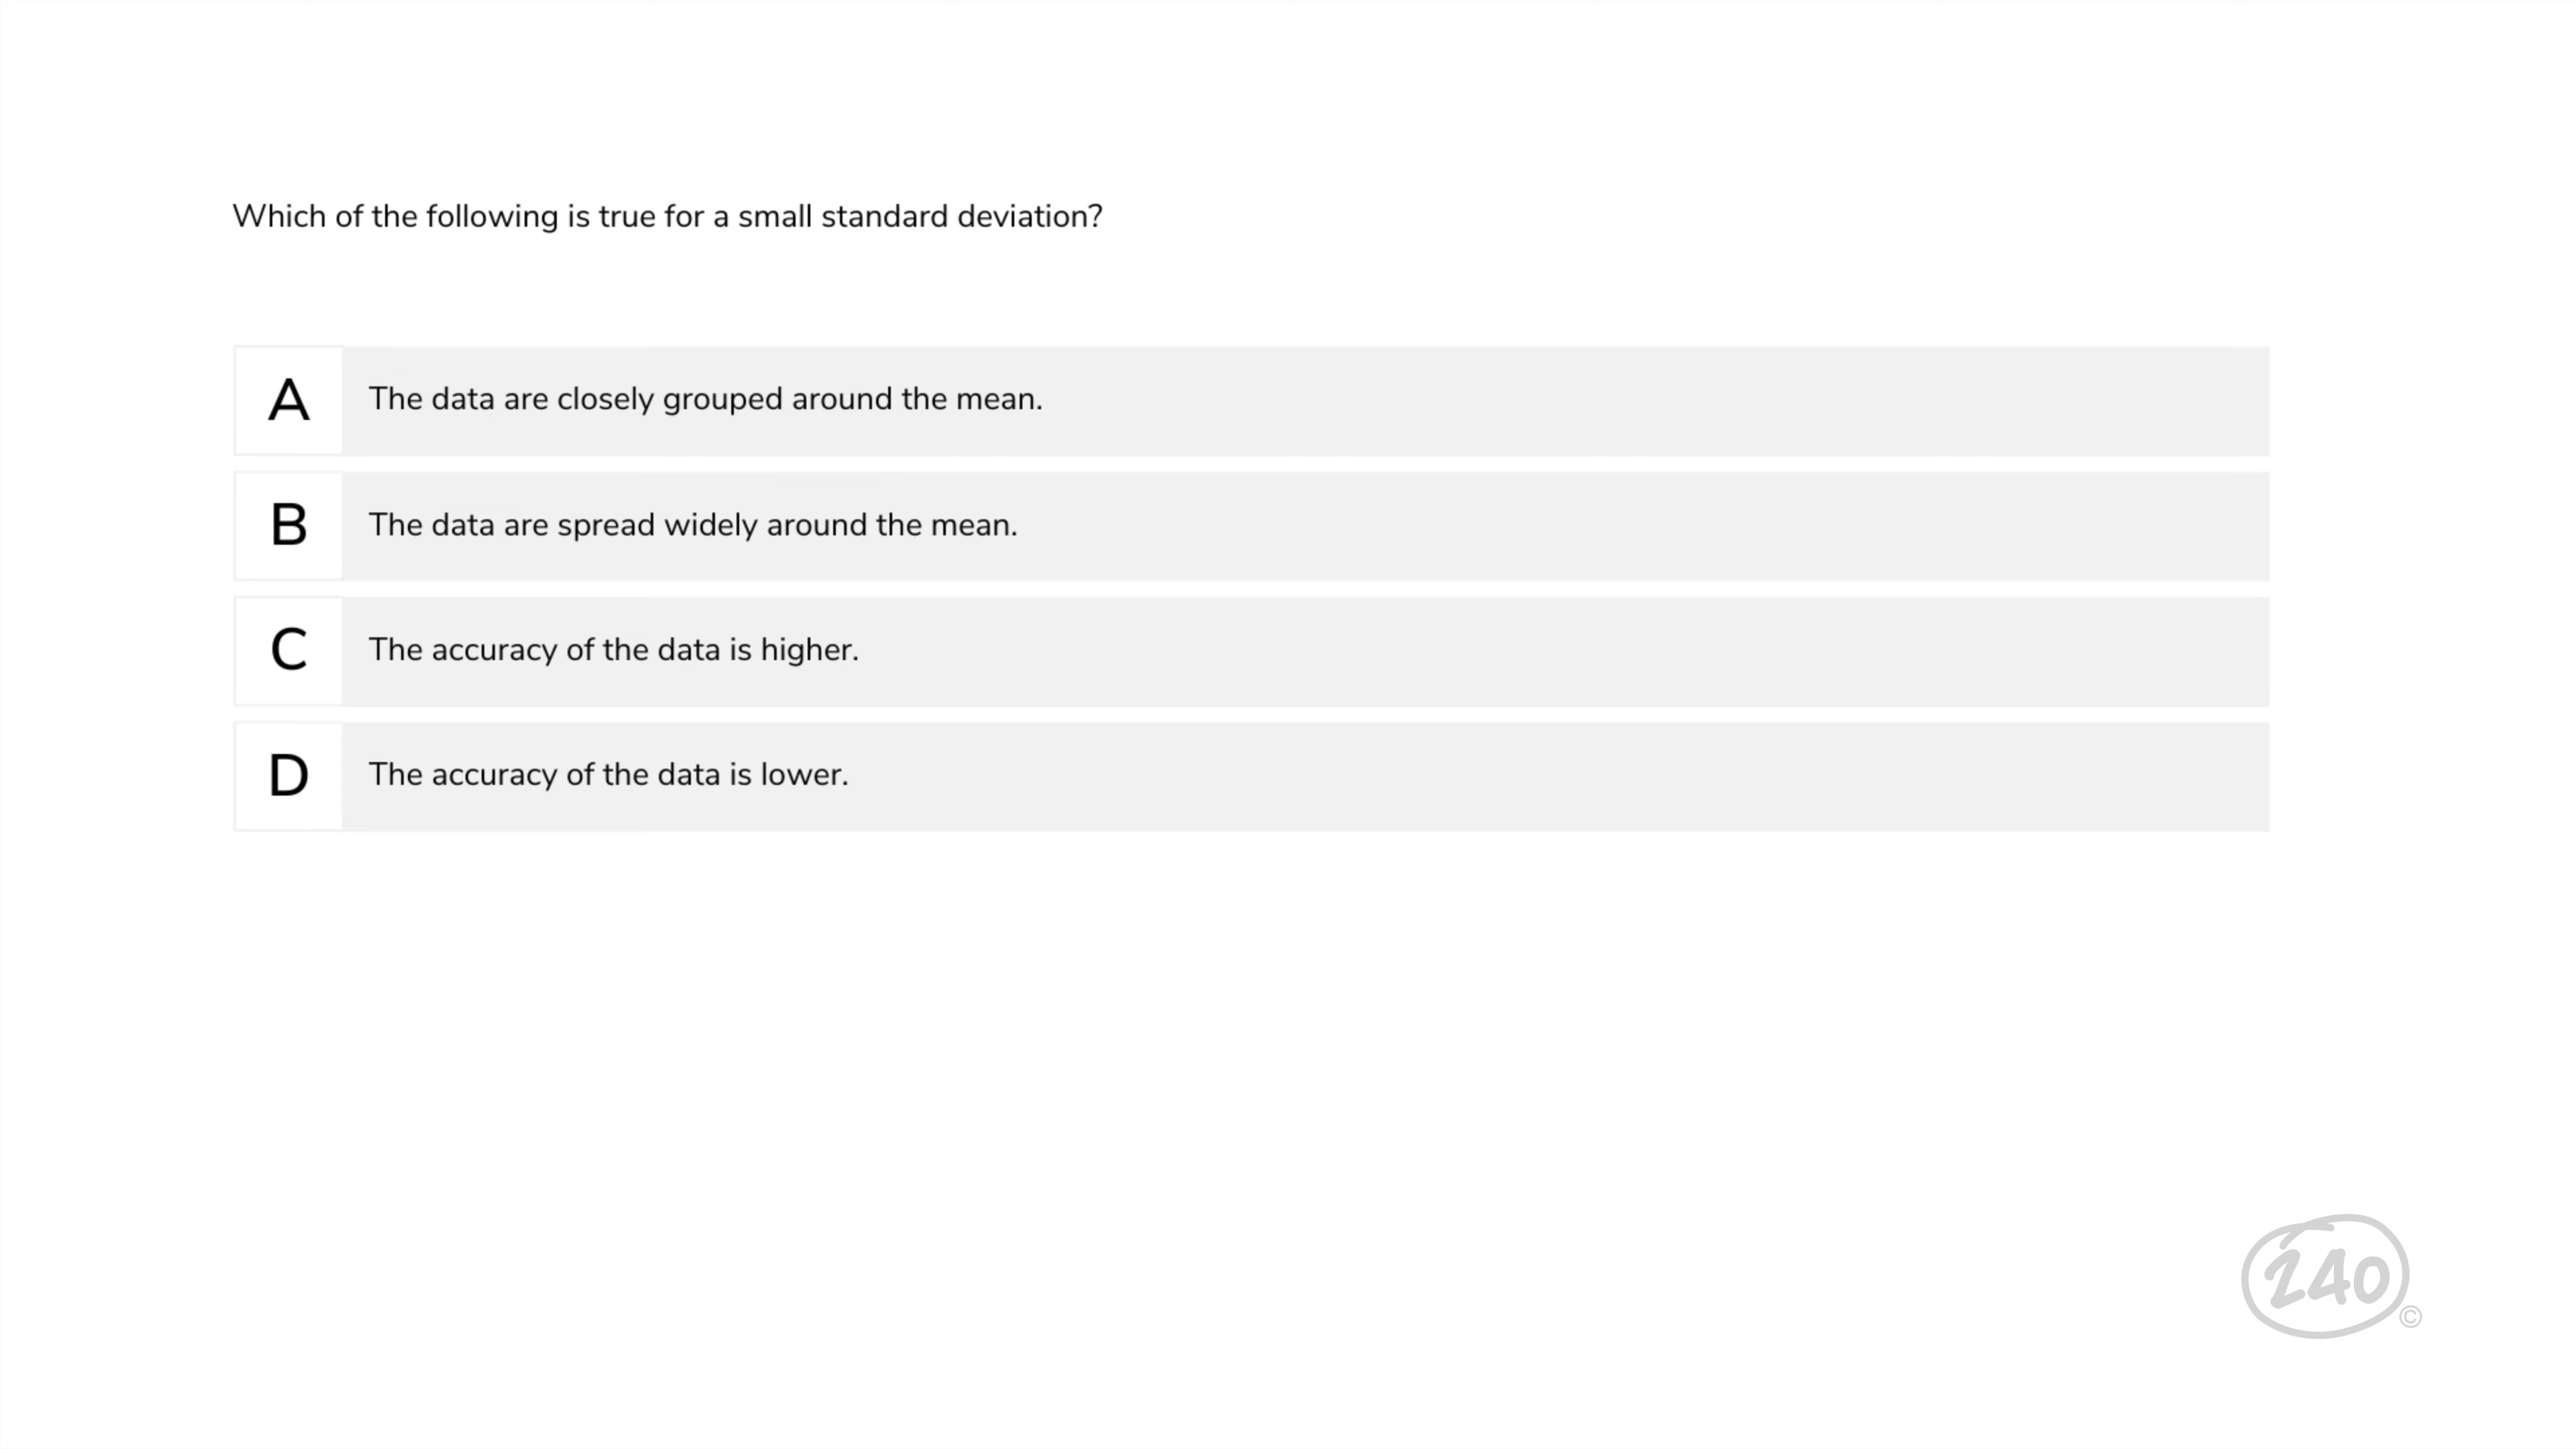 Which of the following is true for a small standard deviation?
A The data are closely grouped around the mean.
B The data are spread widely around the mean.
C The accuracy of the data is higher.
D The accuracy of the data is lower.
240 ©